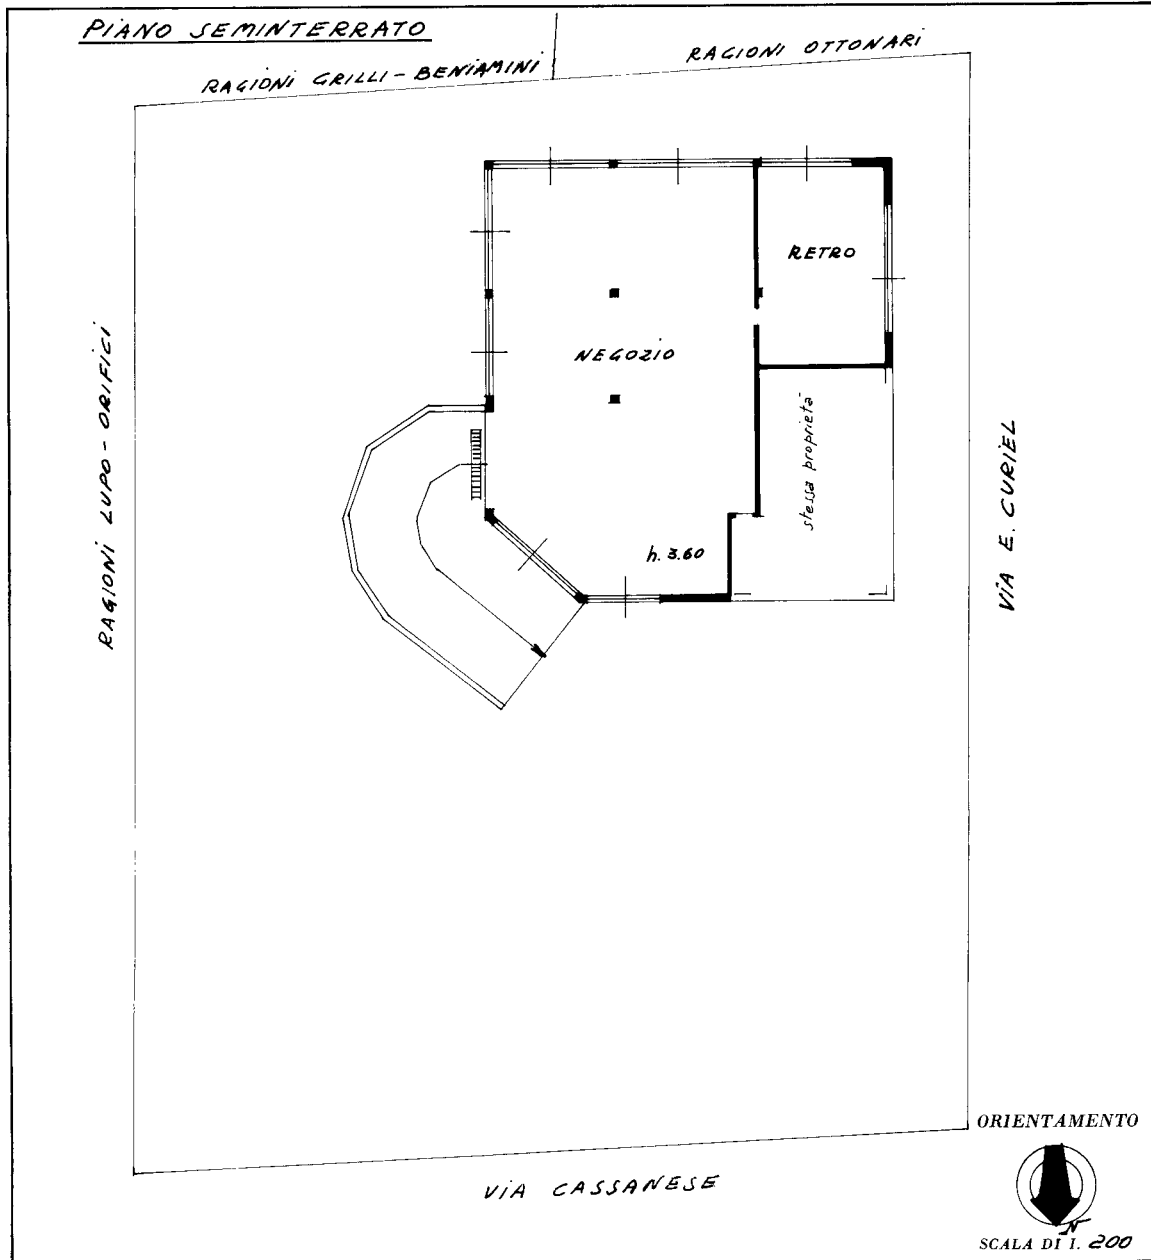 PIANO SEMINTERRATO
RAGIONI GRILLI - BENIAMINI
RAGIONI OTTONARI
RETRO
NEGOZIO
RAGIONI LUPO - ORIFICI
stessa proprietà
VIA E. CURIEL
h. 3.60
ORIENTAMENTO
VIA CASSANESE
N
SCALA DI 1. 200